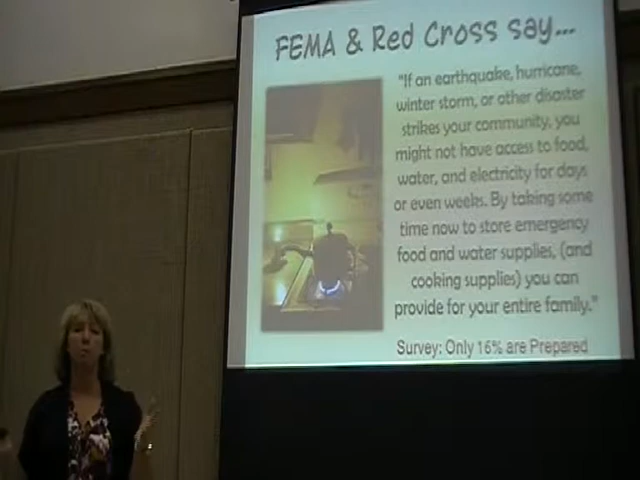 FEMA & Red Cross say...
"If an earthquake, hurricane,
winter storm, or other disaster
strikes your community, you
might not have access to food,
water, and electricity for days
or even weeks. By taking some
time now to store emergency
food and water supplies, (and
cooking supplies) you can
provide for your entire family."
Survey: Only 16% are Prepared